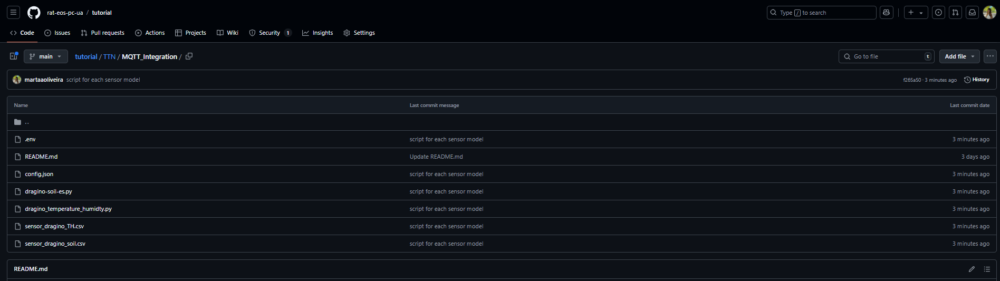 rat-eos-pc-ua / tutorial
Type / to search
Code Issues Pull requests Actions Projects Wiki Security 1 Insights Settings
main tutorial / TTN / MQTT_Integration / Go to file t Add file
martaaoliveira script for each sensor model f265a50 · 3 minutes ago History
Name Last commit message Last commit date
..
.env script for each sensor model 3 minutes ago
README.md Update README.md 3 days ago
config.json script for each sensor model 3 minutes ago
dragino-soil-es.py script for each sensor model 3 minutes ago
dragino_temperature_humidty.py script for each sensor model 3 minutes ago
sensor_dragino_TH.csv script for each sensor model 3 minutes ago
sensor_dragino_soil.csv script for each sensor model 3 minutes ago
README.md